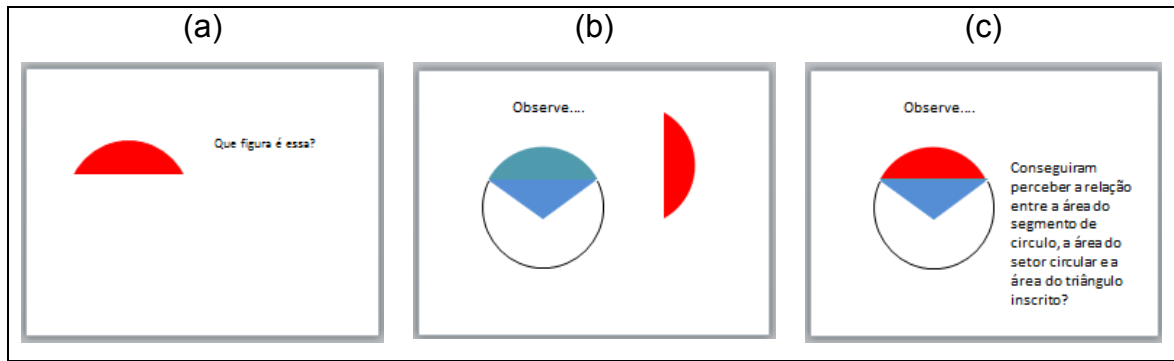 (a)
(b)
(c)
Que figura é essa?
Observe....
Observe....
Conseguiram
perceber a relação
entre a área do
segmento de
circulo, a área do
setor circular e a
área do triângulo
inscrito?